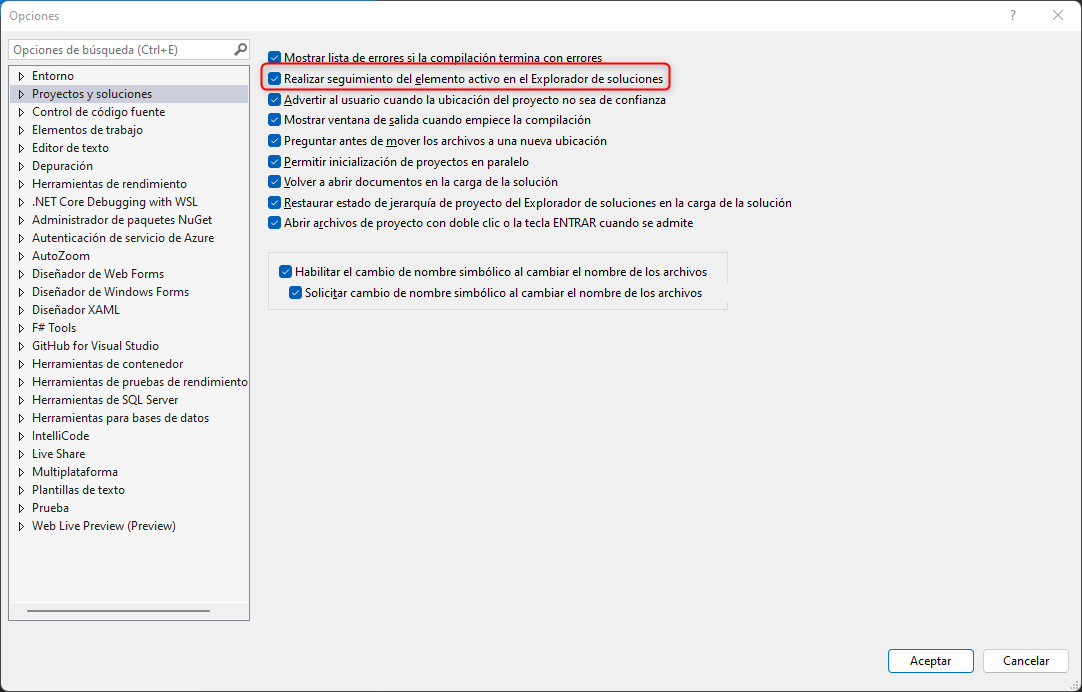 Opciones
Opciones de búsqueda (Ctrl+E)
Entorno
Proyectos y soluciones
Control de código fuente
Elementos de trabajo
Editor de texto
Depuración
Herramientas de rendimiento
.NET Core Debugging with WSL
Administrador de paquetes NuGet
Autenticación de servicio de Azure
AutoZoom
Diseñador de Web Forms
Diseñador de Windows Forms
Diseñador XAML
F# Tools
GitHub for Visual Studio
Herramientas de contenedor
Herramientas de pruebas de rendimiento
Herramientas de SQL Server
Herramientas para bases de datos
IntelliCode
Live Share
Multiplataforma
Plantillas de texto
Prueba
Web Live Preview (Preview)
Mostrar lista de errores si la compilación termina con errores
Realizar seguimiento del elemento activo en el Explorador de soluciones
Advertir al usuario cuando la ubicación del proyecto no sea de confianza
Mostrar ventana de salida cuando empiece la compilación
Preguntar antes de mover los archivos a una nueva ubicación
Permitir inicialización de proyectos en paralelo
Volver a abrir documentos en la carga de la solución
Restaurar estado de jerarquía de proyecto del Explorador de soluciones en la carga de la solución
Abrir archivos de proyecto con doble clic o la tecla ENTRAR cuando se admite
Habilitar el cambio de nombre simbólico al cambiar el nombre de los archivos
Solicitar cambio de nombre simbólico al cambiar el nombre de los archivos
Aceptar
Cancelar